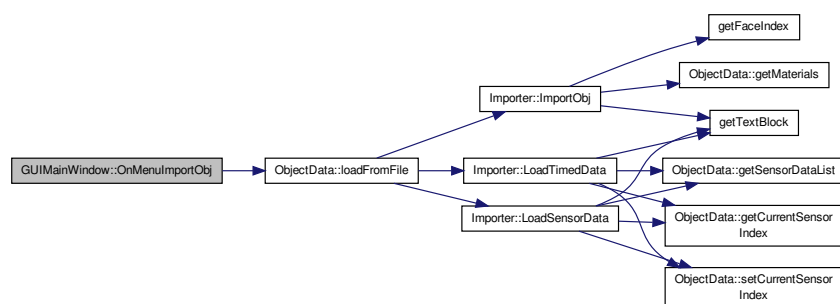 getFaceIndex
ObjectData::getMaterials
Importer::ImportObj
getTextBlock
GUIMainWindow::OnMenuImportObj
ObjectData::loadFromFile
Importer::LoadTimedData
ObjectData::getSensorDataList
Importer::LoadSensorData
ObjectData::getCurrentSensor
Index
ObjectData::setCurrentSensor
Index